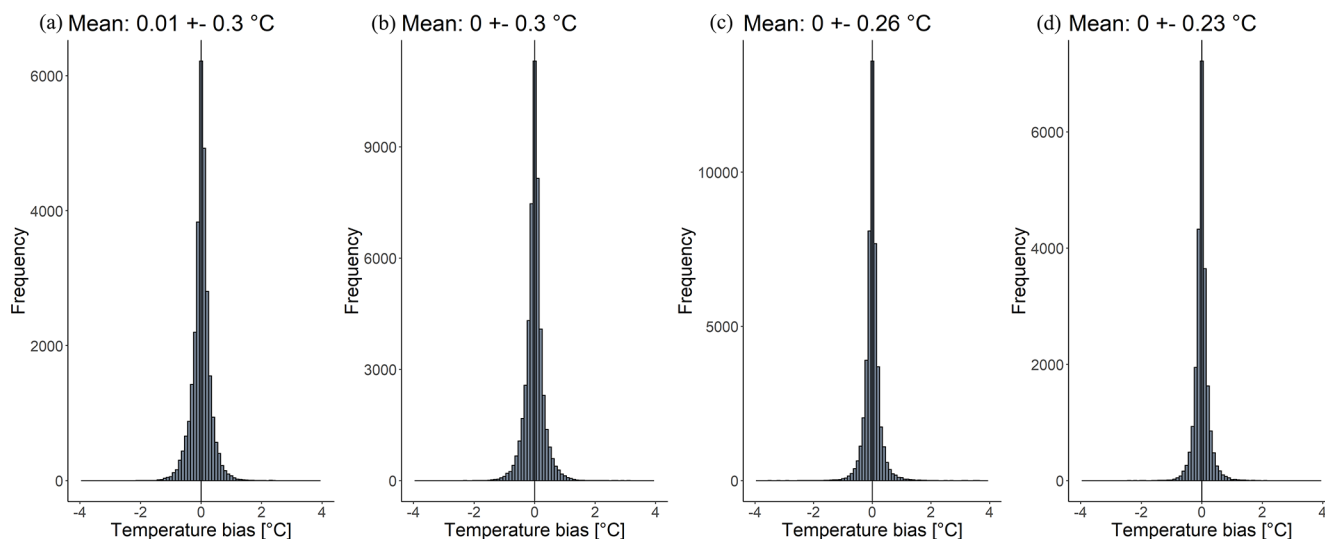 (a) Mean: 0.01 +- 0.3 °C
6000
4000
2000
0
Frequency
-4 -2 0 2 4
Temperature bias [°C]
(b) Mean: 0 +- 0.3 °C
9000
6000
3000
0
Frequency
-4 -2 0 2 4
Temperature bias [°C]
(c) Mean: 0 +- 0.26 °C
10000
5000
0
Frequency
-4 -2 0 2 4
Temperature bias [°C]
(d) Mean: 0 +- 0.23 °C
6000
4000
2000
0
Frequency
-4 -2 0 2 4
Temperature bias [°C]